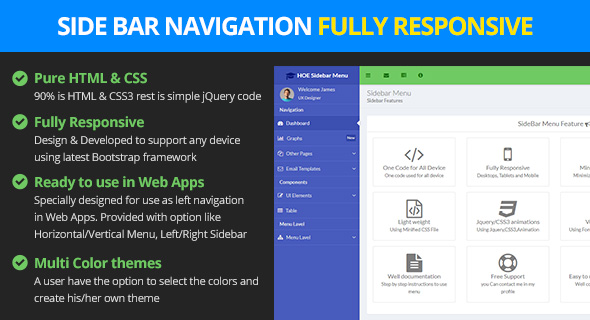 SIDE BAR NAVIGATION FULLY RESPONSIVE
Pure HTML & CSS
90% is HTML & CSS3 rest is simple jQuery code
Fully Responsive
Design & Developed to support any device
using latest Bootstrap framework
Ready to use in Web Apps
Specially designed for use as left navigation
in Web Apps. Provided with option like
Horizontal/Vertical Menu, Left/Right Sidebar
Multi Color themes
A user have the option to select the colors and
create his/her own theme
HOE Sidebar Menu
Welcome James
UX Designer
Navigation
Dashboard
Graphs
New
Other Pages
Email Templates
Components
UI Elements
Table
Menu Level
Menu Level
Sidebar Menu
Sidebar Features
SideBar Menu Feature
One Code for All Device
One code used for all device
Fully Responsive
Desktops, Tablets and Mobile
Light weight
Using Minified CSS File
Jquery/CSS3 animations
Using Jquery,CSS3,Animation
Well documentation
Step by step instructions to
use menu
Free Support
you can Contact me in my
profile
Easy to